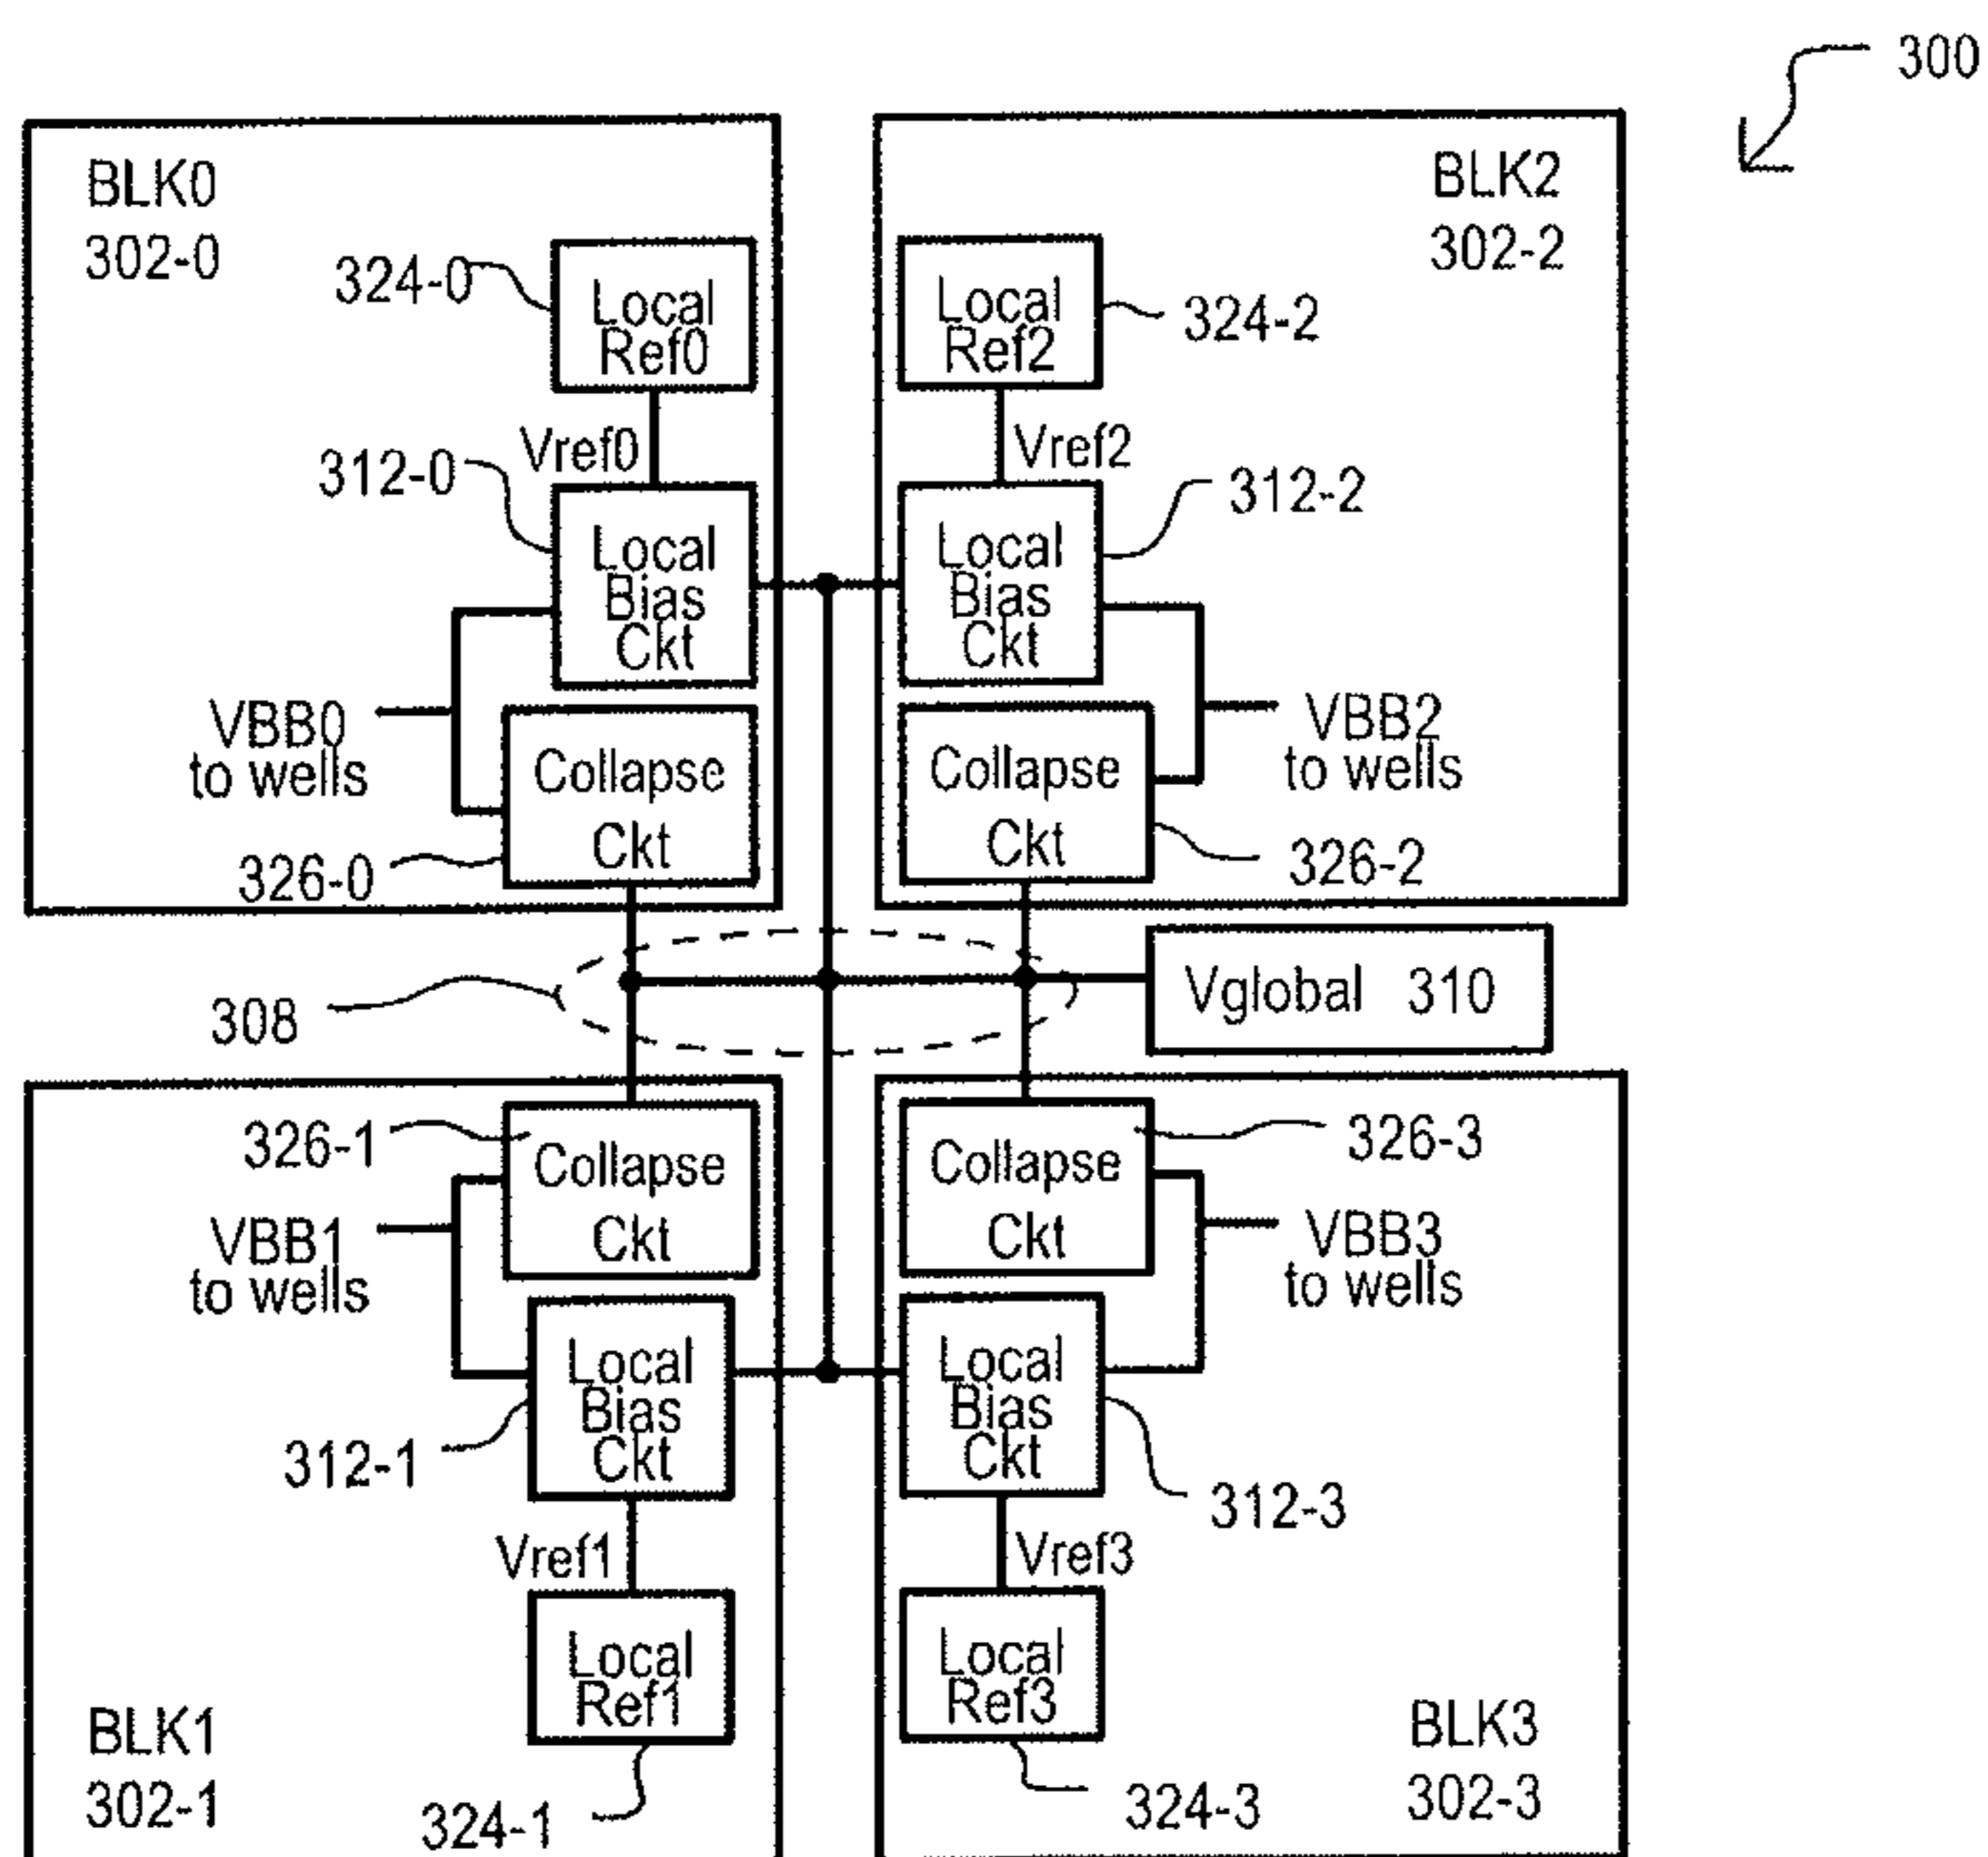 300
BLK0
302-0
324-0
Local
Ref0
Vref0
312-0
Local
Bias
Ckt
VBB0
to wells
Collapse
Ckt
326-0
BLK2
302-2
Local
Ref2
324-2
Vref2
312-2
Local
Bias
Ckt
VBB2
to wells
Collapse
Ckt
326-2
308
Vglobal 310
326-1
Collapse
Ckt
VBB1
to wells
Local
Bias
Ckt
312-1
Vref1
Local
Ref1
BLK1
302-1
324-1
326-3
Collapse
Ckt
VBB3
to wells
Local
Bias
Ckt
312-3
Vref3
Local
Ref3
BLK3
302-3
324-3